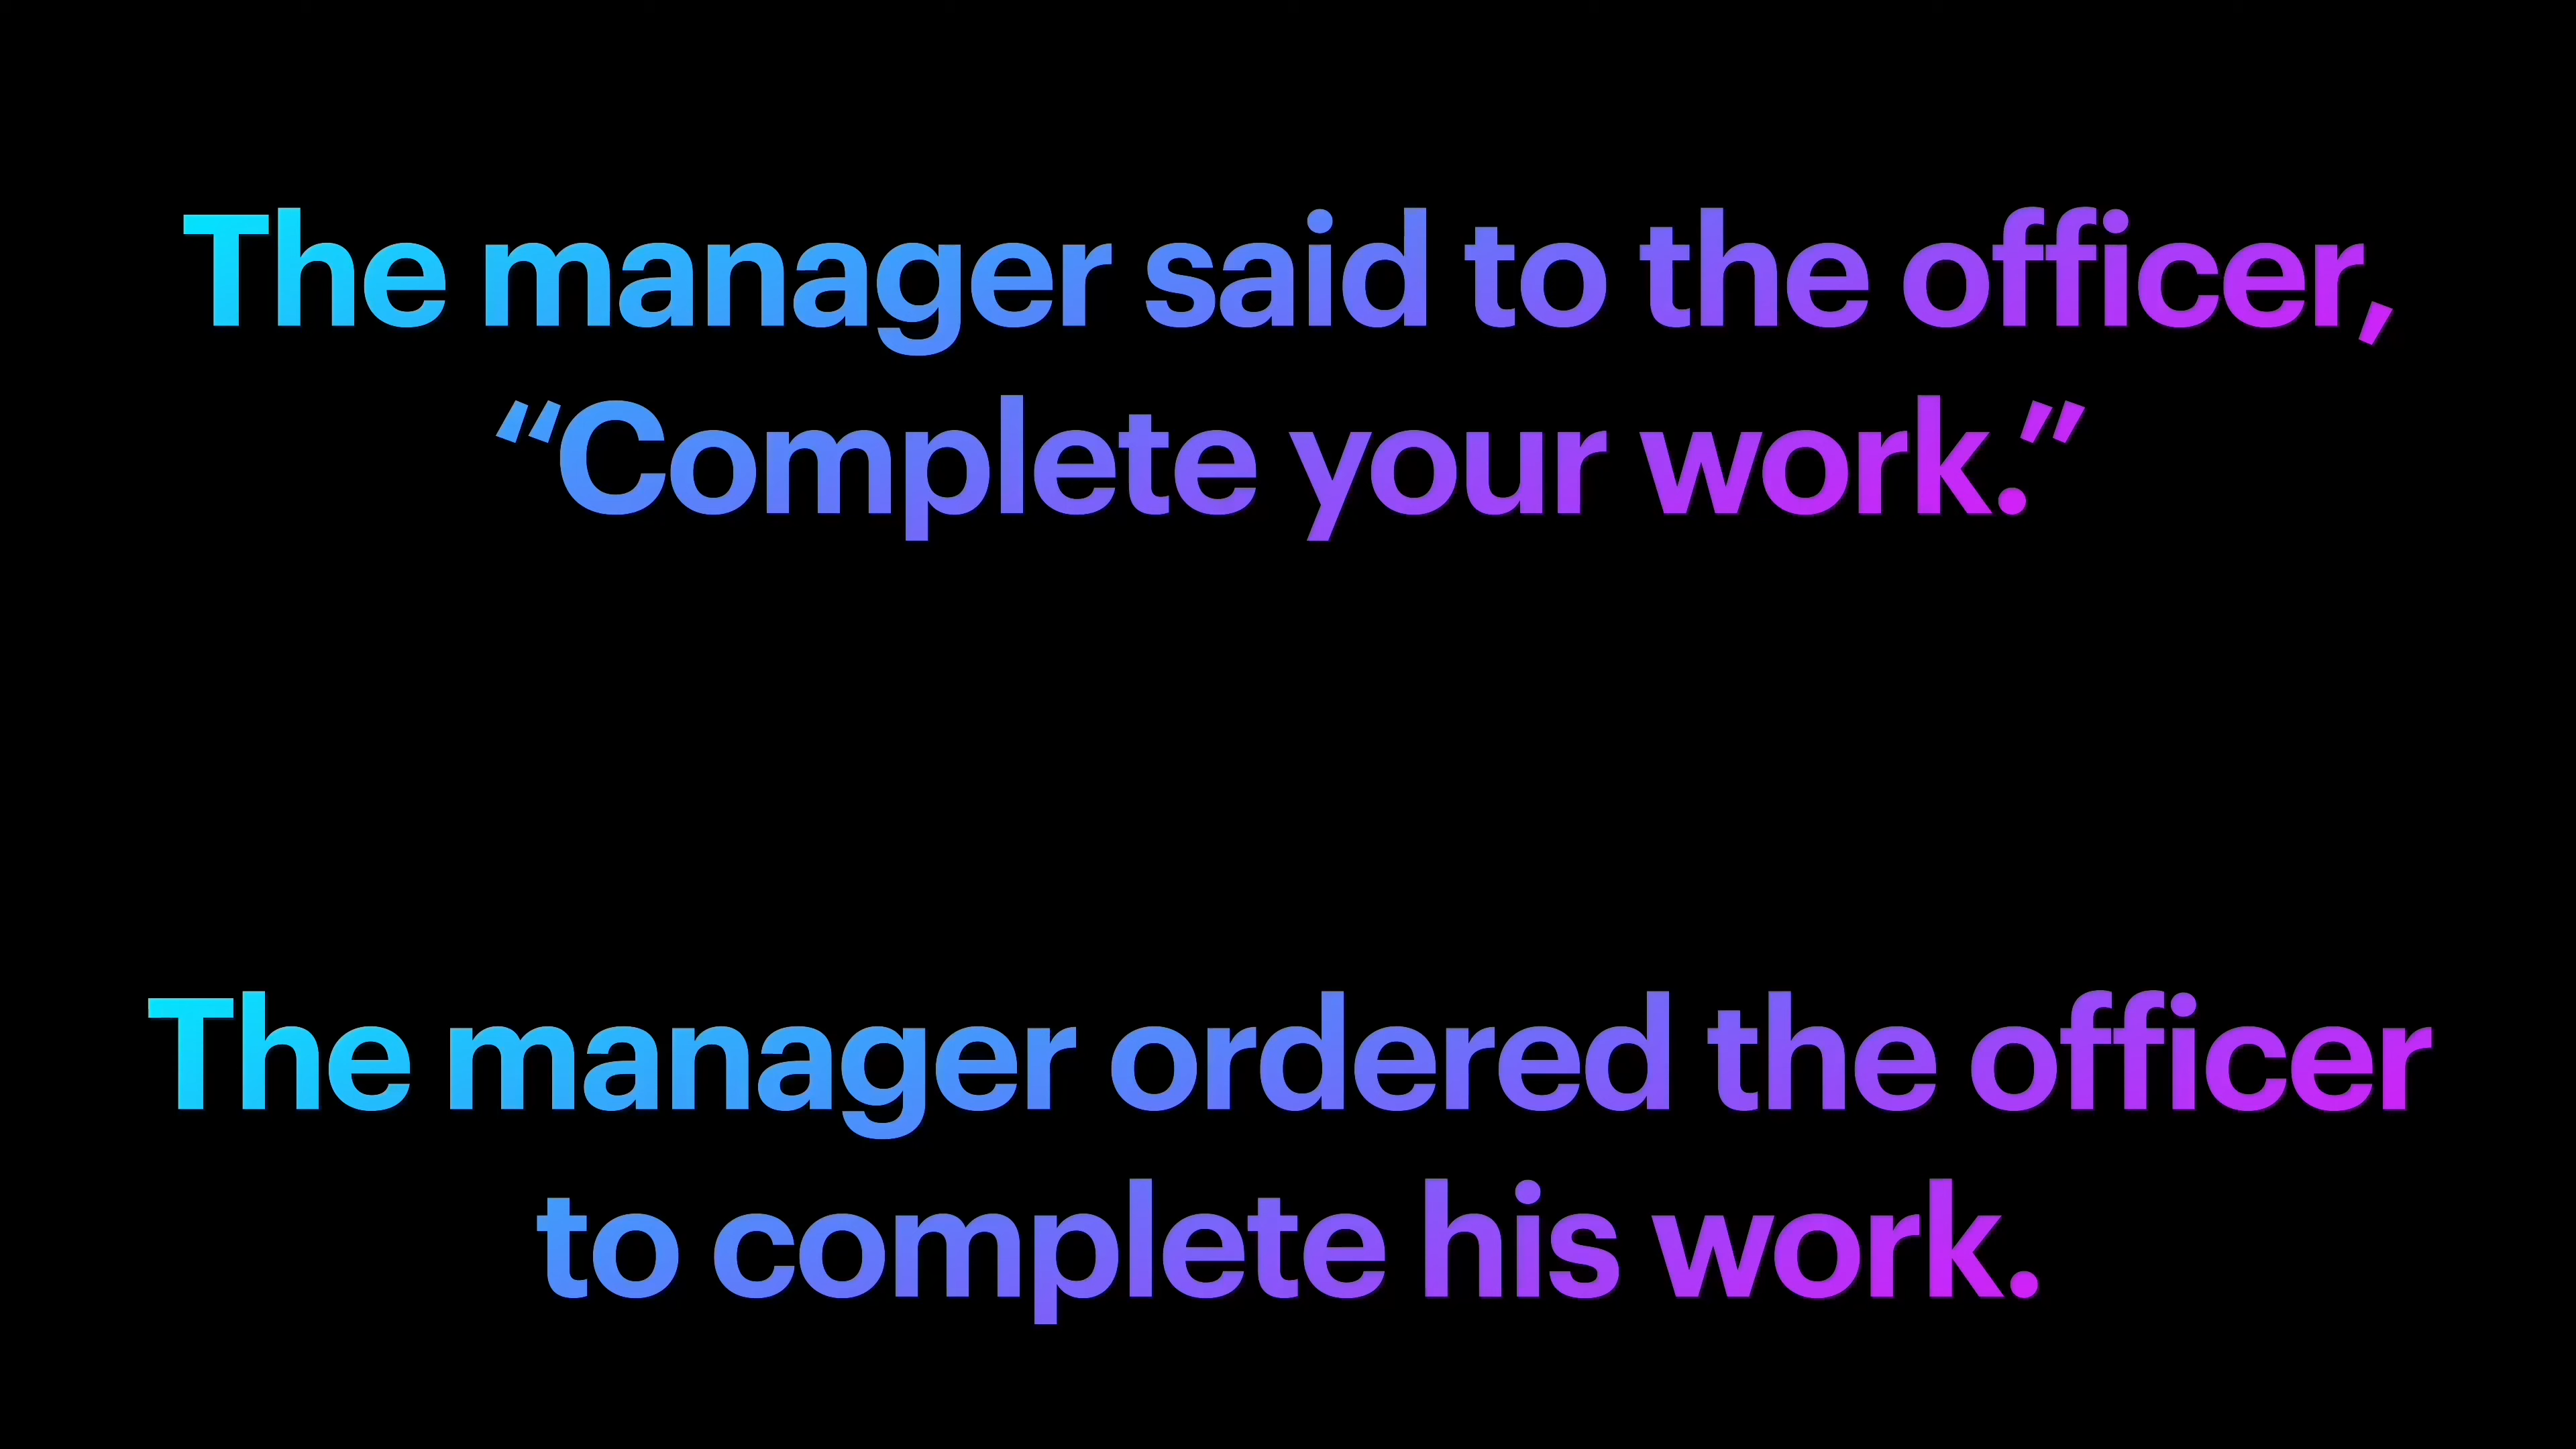 The manager said to the officer,
“Complete your work.”
The manager ordered the officer
to complete his work.